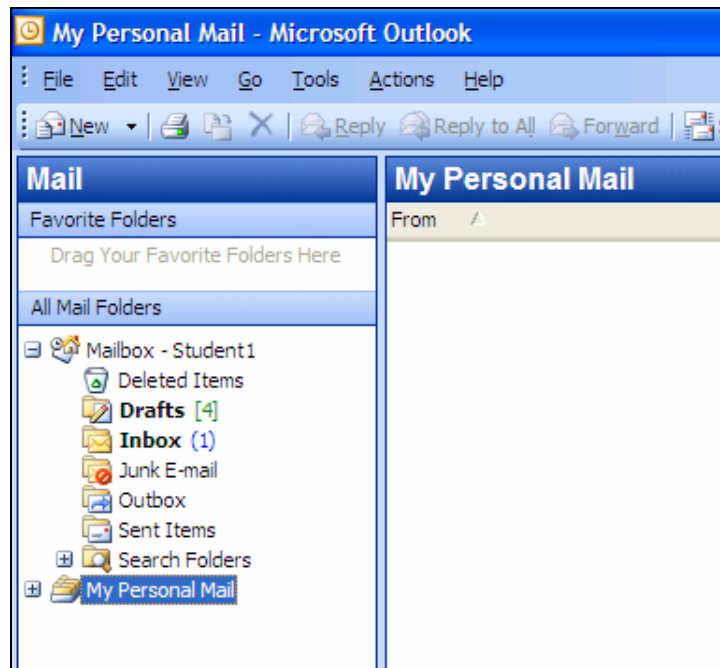 My Personal Mail - Microsoft Outlook
File Edit View Go Tools Actions Help
New Reply Reply to All Forward
Mail
My Personal Mail
Favorite Folders
From
Drag Your Favorite Folders Here
All Mail Folders
Mailbox - Student1
Deleted Items
Drafts [4]
Inbox (1)
Junk E-mail
Outbox
Sent Items
Search Folders
My Personal Mail